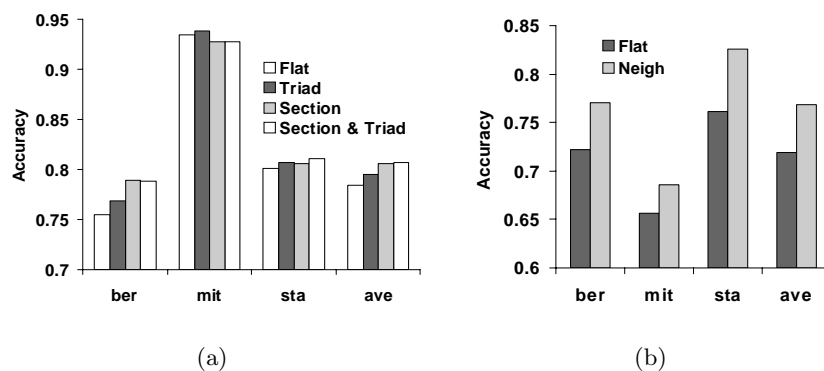 0.95
0.9
0.85
0.8
0.75
0.7
Accuracy
Flat
Triad
Section
Section & Triad
ber mit sta ave
(a)
0.85
0.8
0.75
0.7
0.65
0.6
Accuracy
Flat
Neigh
ber mit sta ave
(b)